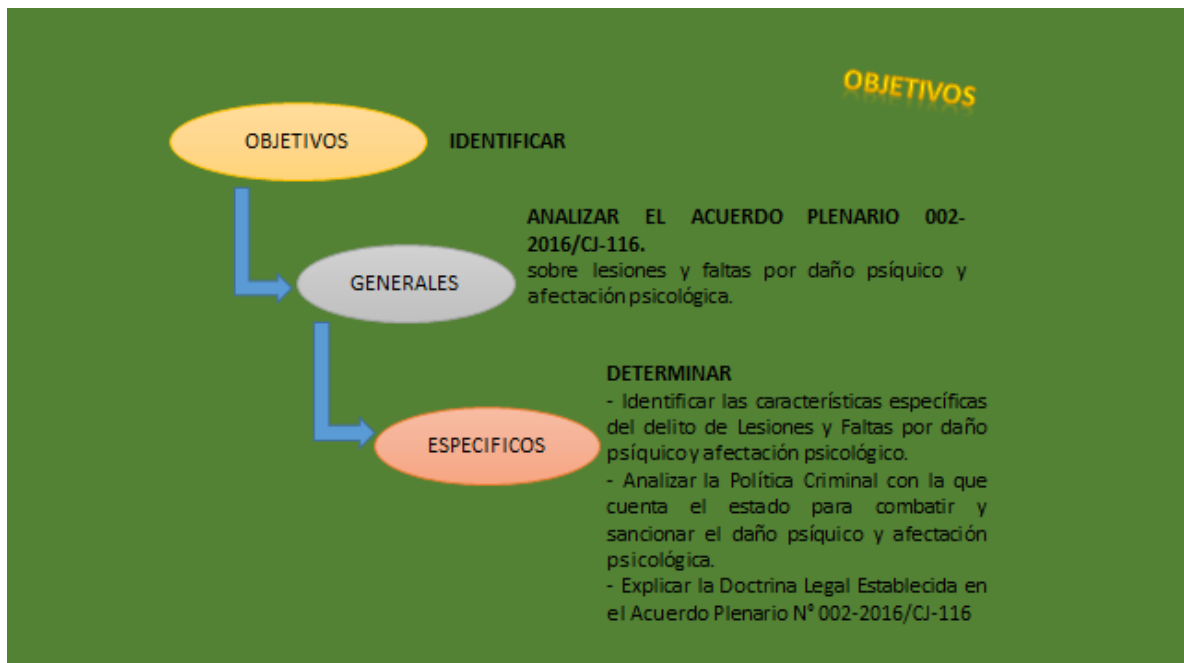 OBJETIVOS
OBJETIVOS
IDENTIFICAR
ANALIZAR EL ACUERDO PLENARIO 002-
2016/CJ-116.
sobre lesiones y faltas por daño psíquico y
afectación psicológica.
GENERALES
DETERMINAR
- Identificar las características específicas
del delito de Lesiones y Faltas por daño
psíquico y afectación psicológico.
- Analizar la Política Criminal con la que
cuenta el estado para combatir y
sancionar el daño psíquico y afectación
psicológica.
- Explicar la Doctrina Legal Establecida en
el Acuerdo Plenario N° 002-2016/CJ-116
ESPECIFICOS